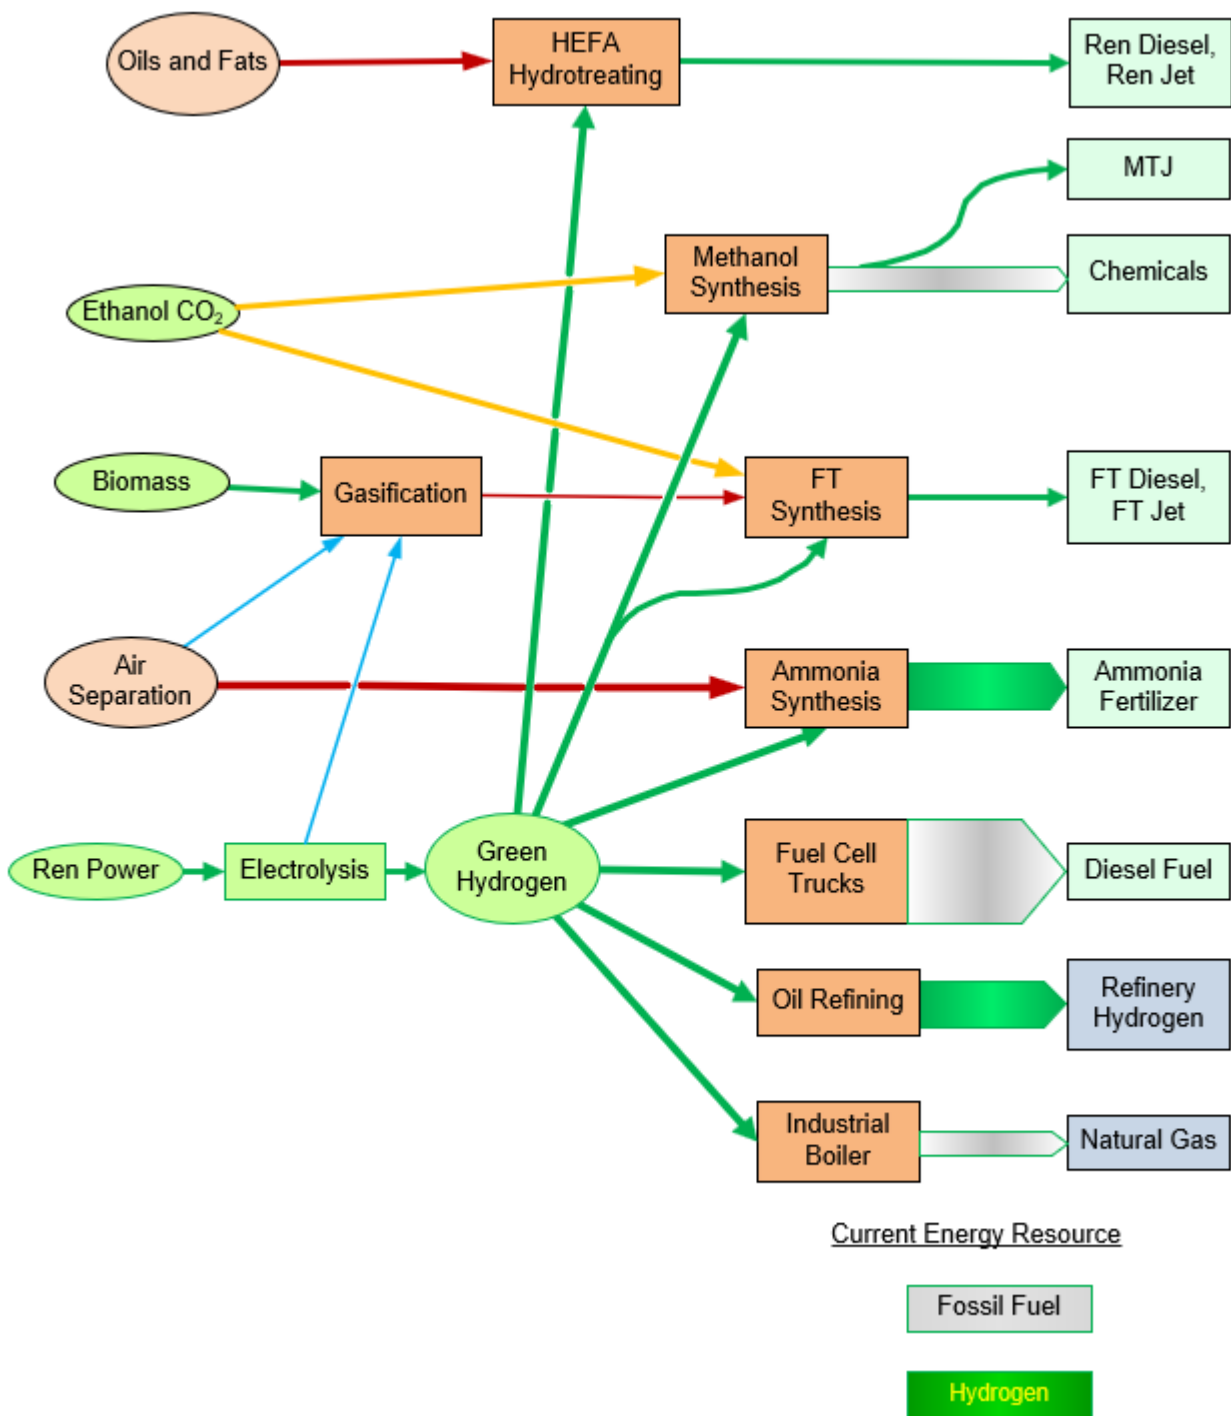 Oils and Fats
HEFA
Hydrotreating
Ren Diesel,
Ren Jet
MTJ
Methanol
Synthesis
Chemicals
Ethanol CO₂
Biomass
Gasification
FT
Synthesis
FT Diesel,
FT Jet
Air
Separation
Ammonia
Synthesis
Ammonia
Fertilizer
Ren Power
Electrolysis
Green
Hydrogen
Fuel Cell
Trucks
Diesel Fuel
Oil Refining
Refinery
Hydrogen
Industrial
Boiler
Natural Gas
Current Energy Resource
Fossil Fuel
Hydrogen